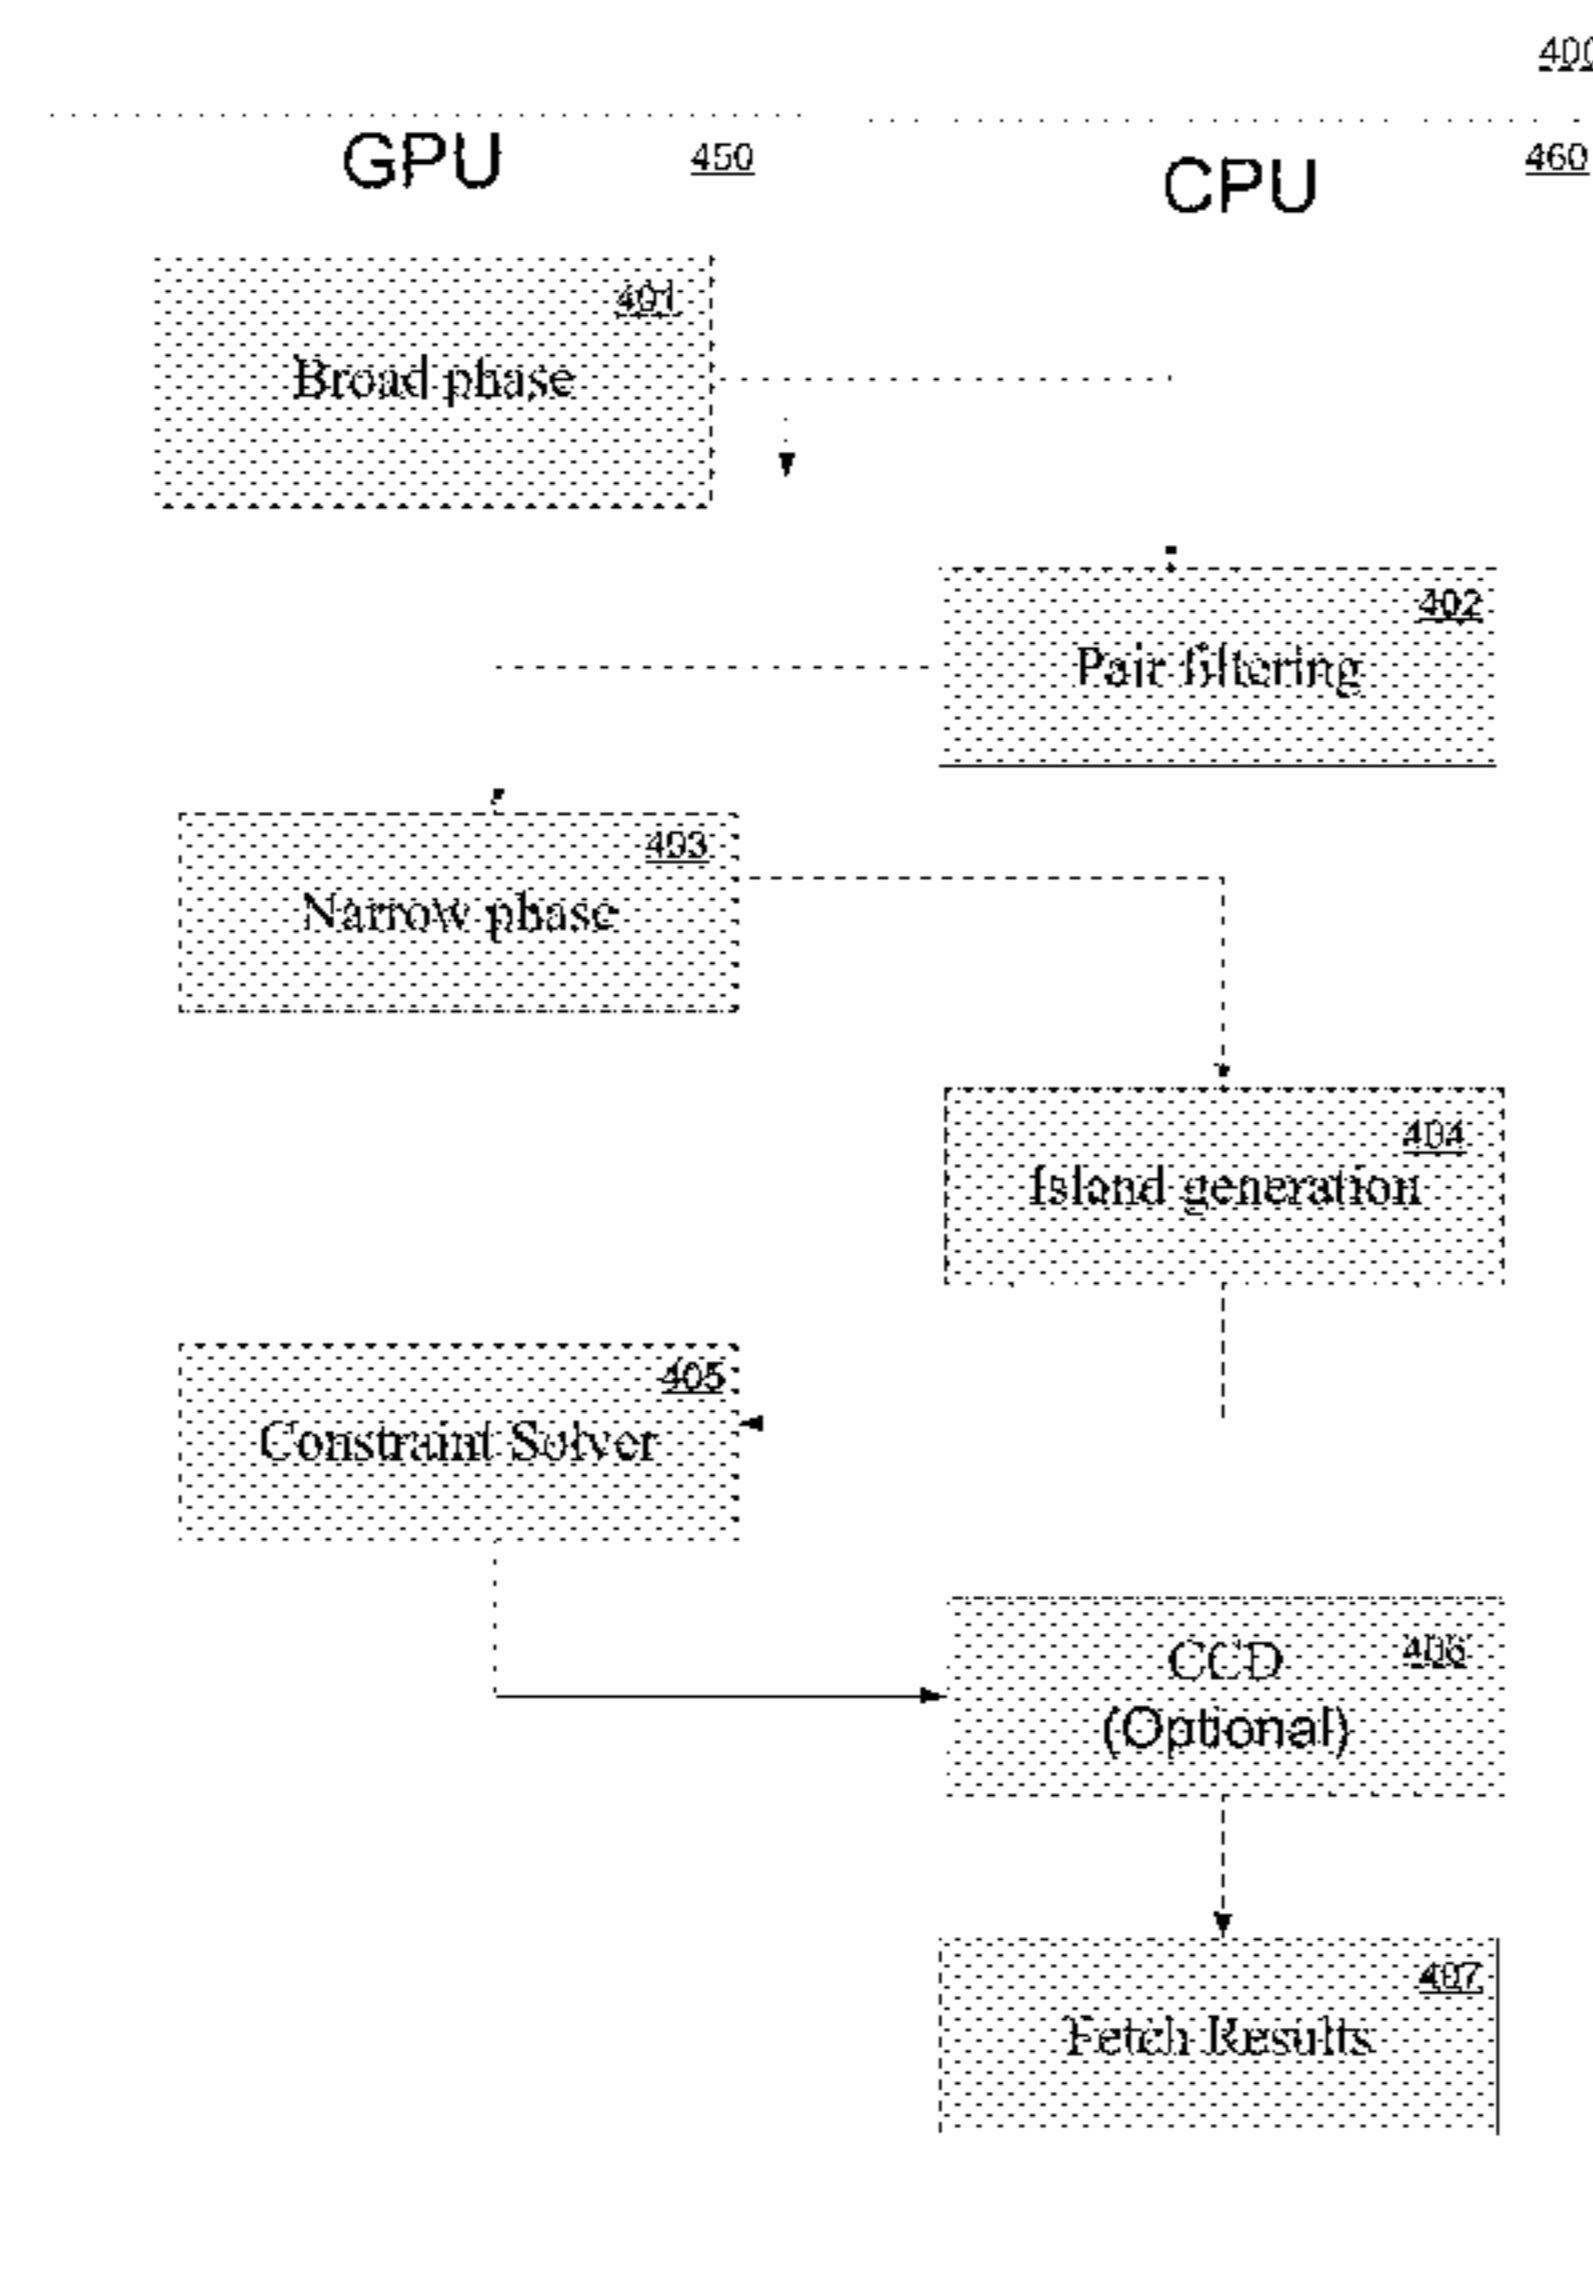 400
GPU
450
CPU
460
401
Broad phase
402
Pair filtering
403
Narrow phase
404
Island generation
405
Constraint Solver
406
CCD
(Optional)
407
Fetch Results